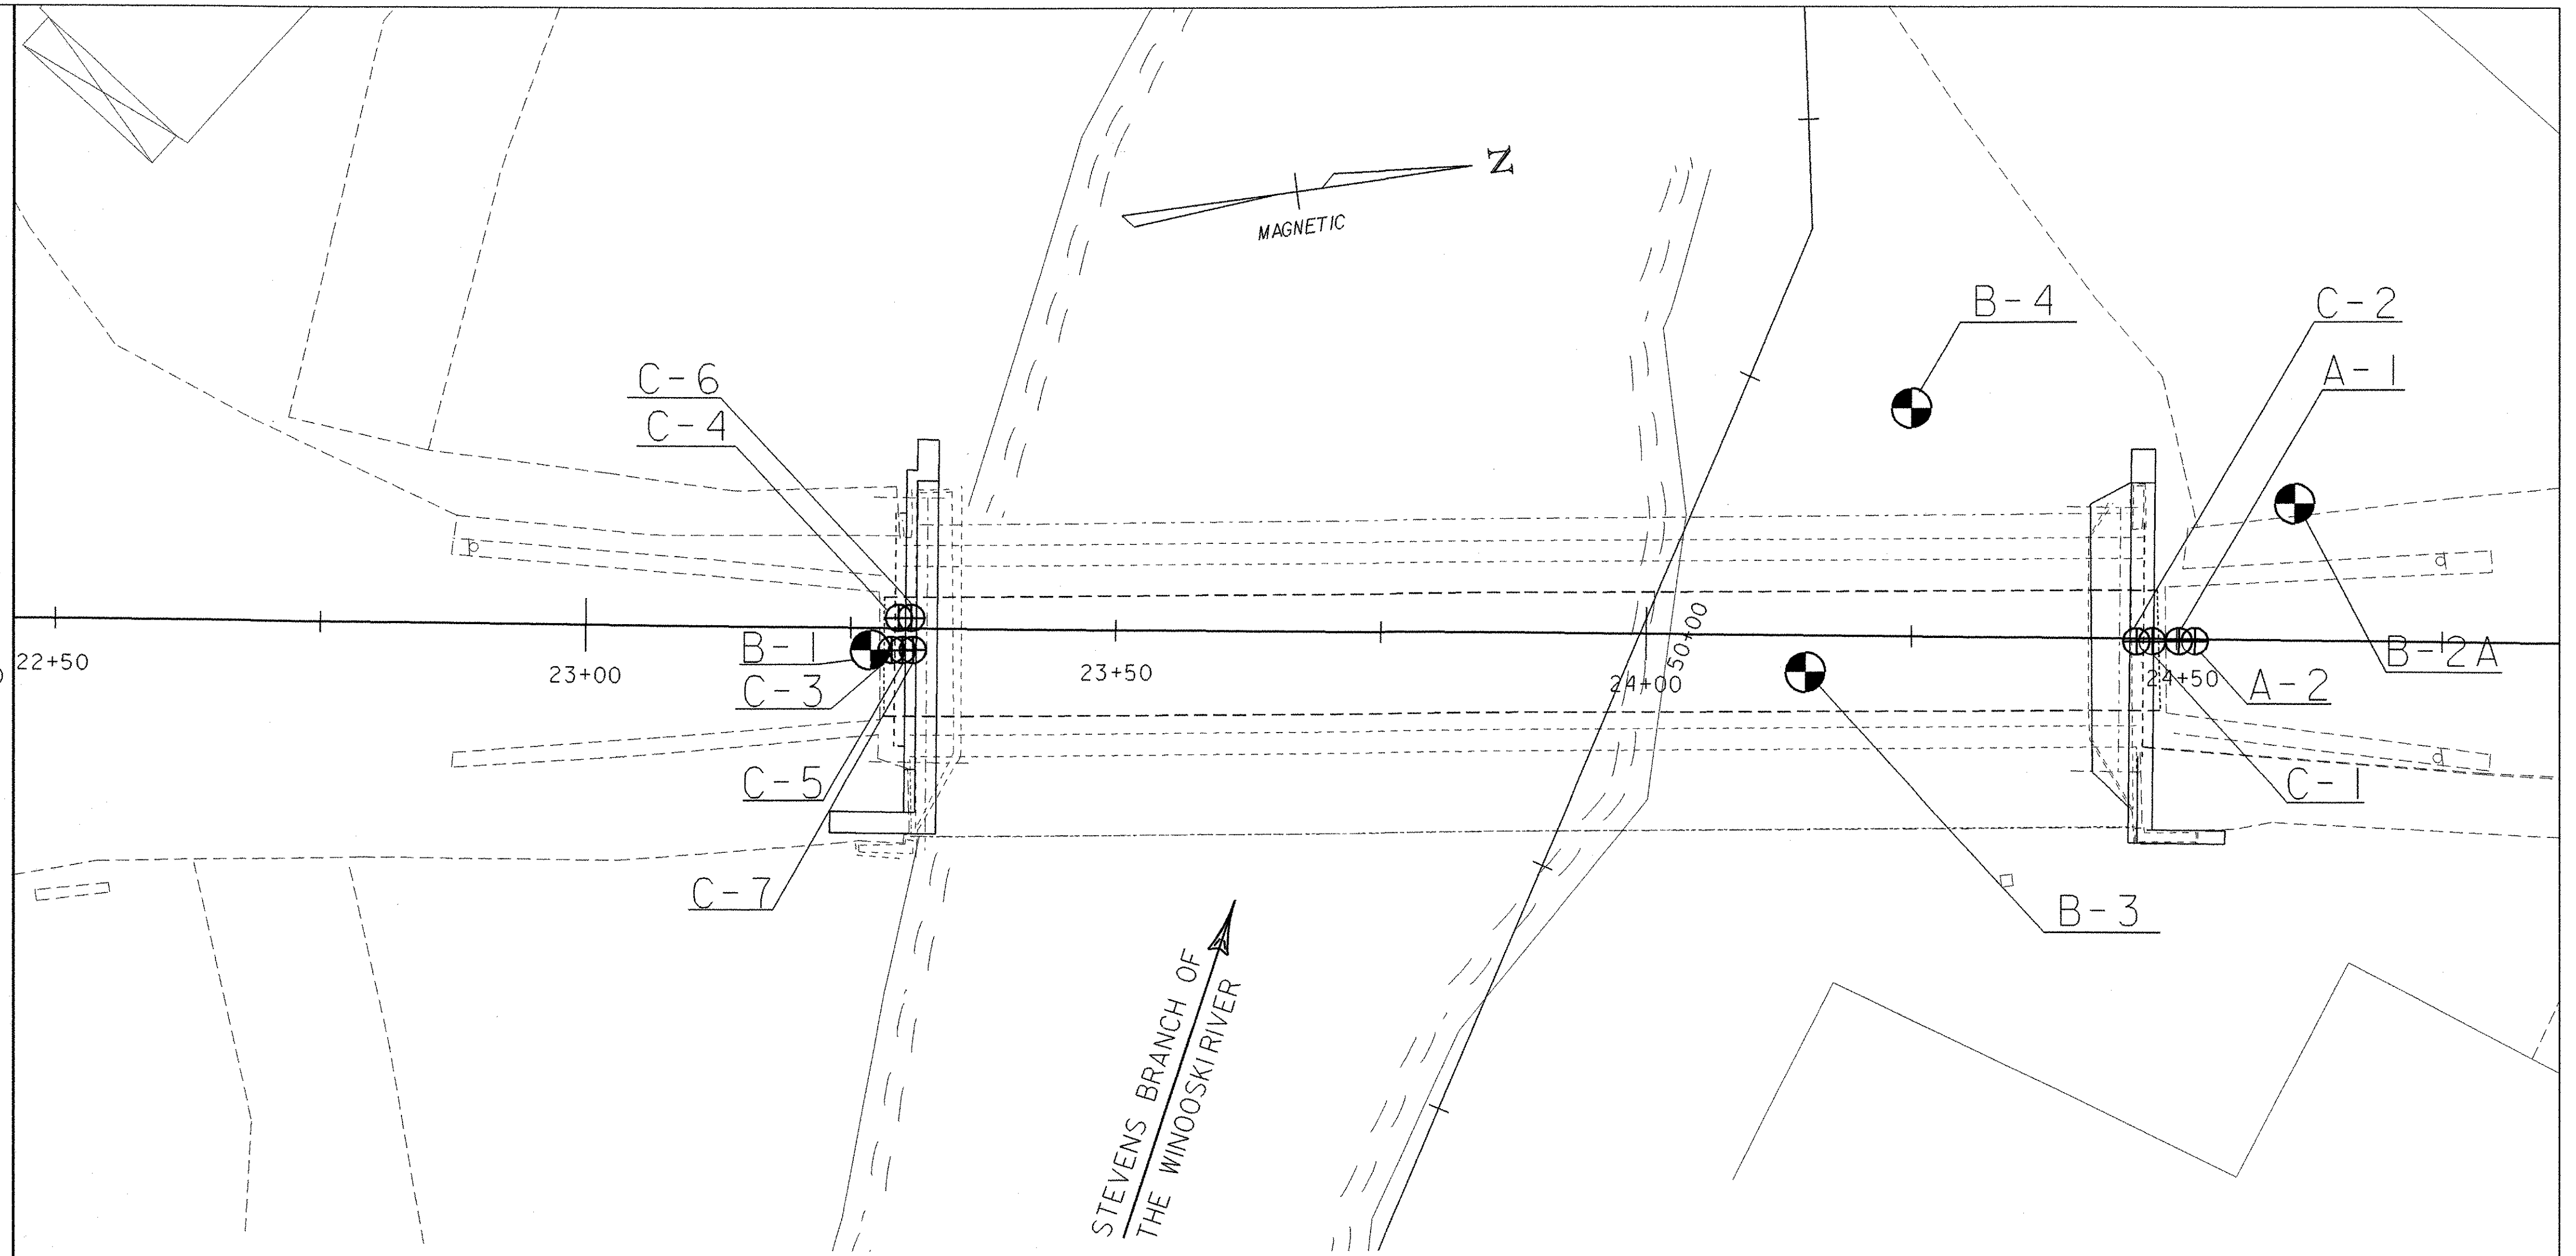 Z
MAGNETIC
B-4
C-2
A-1
C-6
C-4
22+50
23+00
B-1
C-3
23+50
24+00
50+00
24+50
B-2A
A-2
C-5
C-1
C-7
B-3
STEVENS BRANCH OF
THE WINOOSKI RIVER